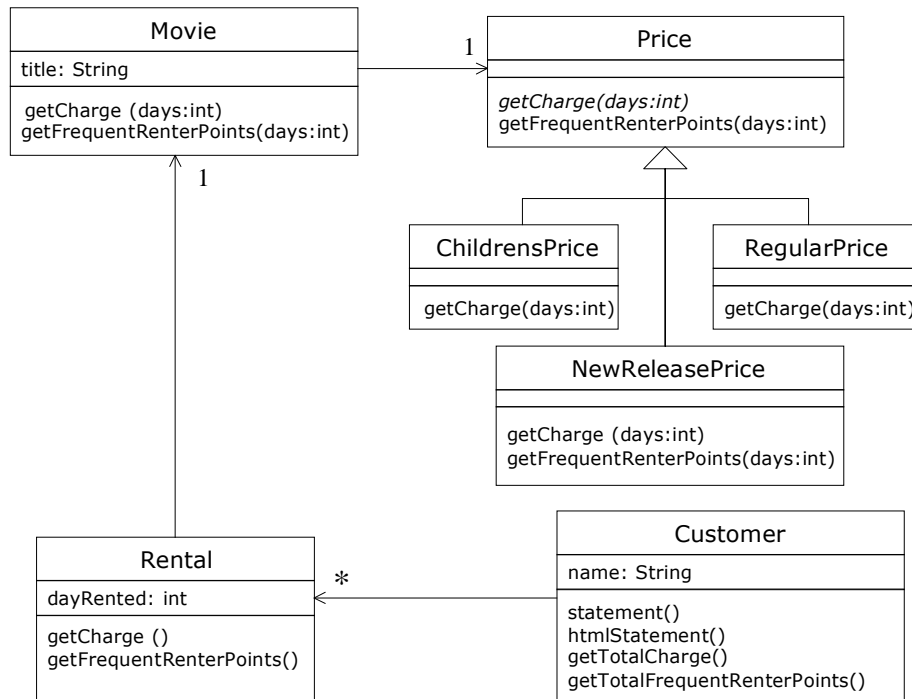 Movie
title: String
getCharge (days:int)
getFrequentRenterPoints(days:int)
1
Price
getCharge(days:int)
getFrequentRenterPoints(days:int)
1
ChildrensPrice
getCharge(days:int)
RegularPrice
getCharge(days:int)
NewReleasePrice
getCharge (days:int)
getFrequentRenterPoints(days:int)
Rental
dayRented: int
getCharge ()
getFrequentRenterPoints()
*
Customer
name: String
statement()
htmlStatement()
getTotalCharge()
getTotalFrequentRenterPoints()